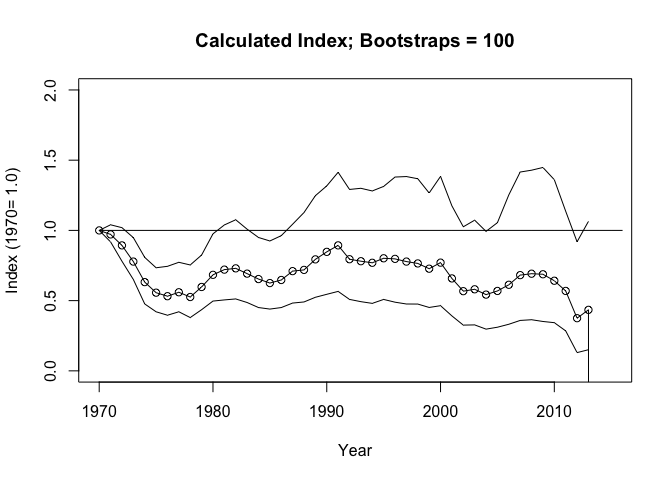 Calculated Index; Bootstraps = 100
Index (1970= 1.0)
2.0
1.5
1.0
0.5
0.0
1970 1980 1990 2000 2010
Year